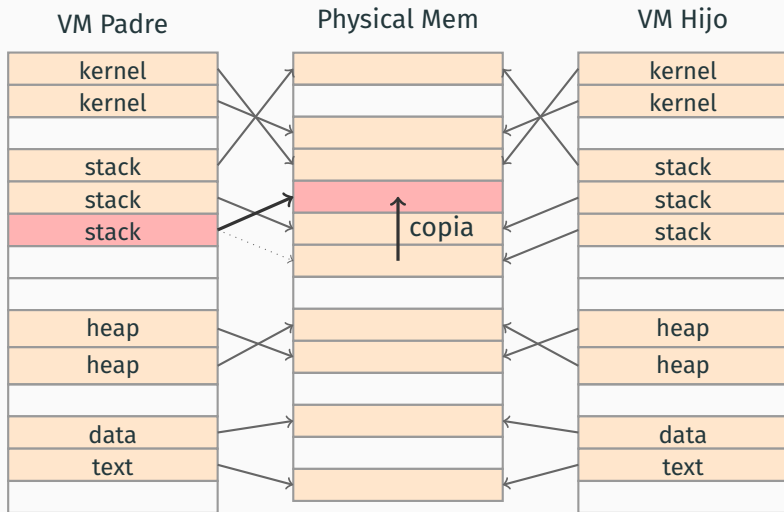 VM Padre
Physical Mem
VM Hijo
kernel
kernel
stack
stack
stack
heap
heap
data
text
copia
kernel
kernel
stack
stack
stack
heap
heap
data
text